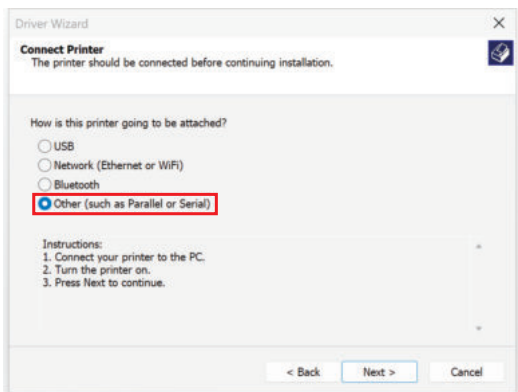 Driver Wizard
Connect Printer
The printer should be connected before continuing installation.
How is this printer going to be attached?
USB
Network (Ethernet or WiFi)
Bluetooth
Other (such as Parallel or Serial)
Instructions:
1. Connect your printer to the PC.
2. Turn the printer on.
3. Press Next to continue.
< Back Next > Cancel